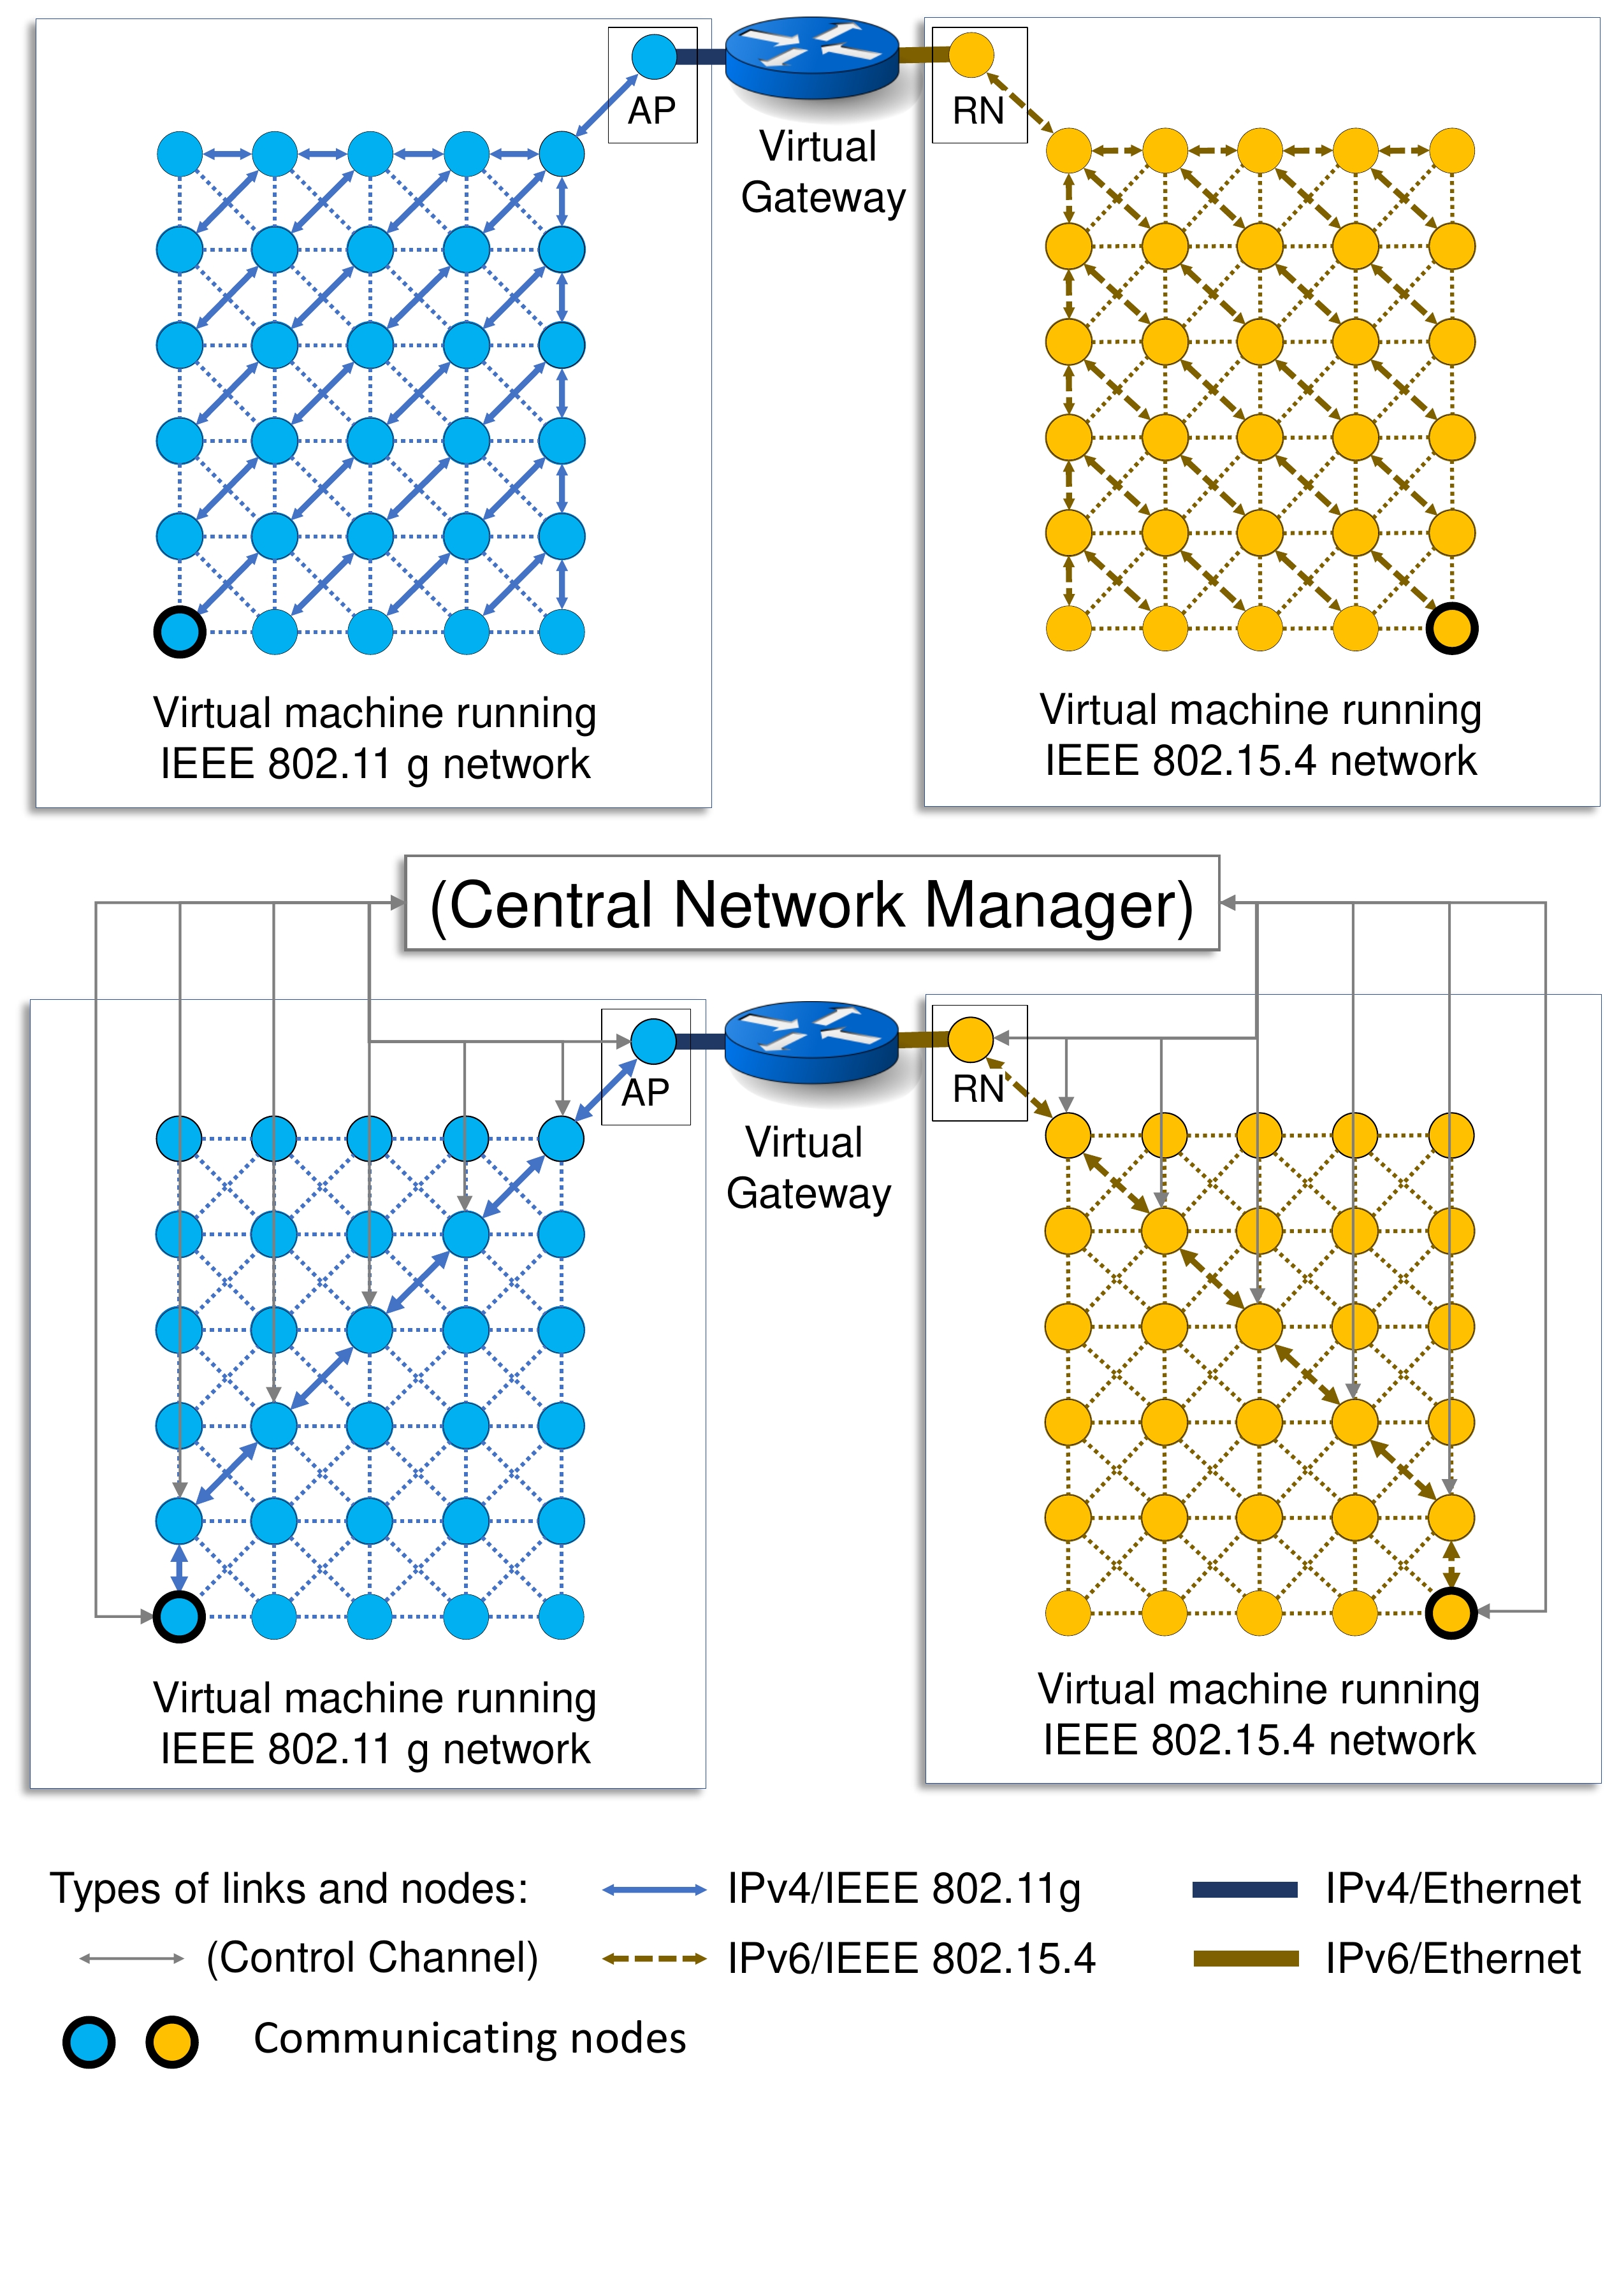 AP
RN
Virtual
Gateway
Virtual machine running
IEEE 802.11 g network
Virtual machine running
IEEE 802.15.4 network
(Central Network Manager)
AP
RN
Virtual
Gateway
Virtual machine running
IEEE 802.11 g network
Virtual machine running
IEEE 802.15.4 network
Types of links and nodes:
IPv4/IEEE 802.11g
IPv4/Ethernet
(Control Channel)
IPv6/IEEE 802.15.4
IPv6/Ethernet
Communicating nodes